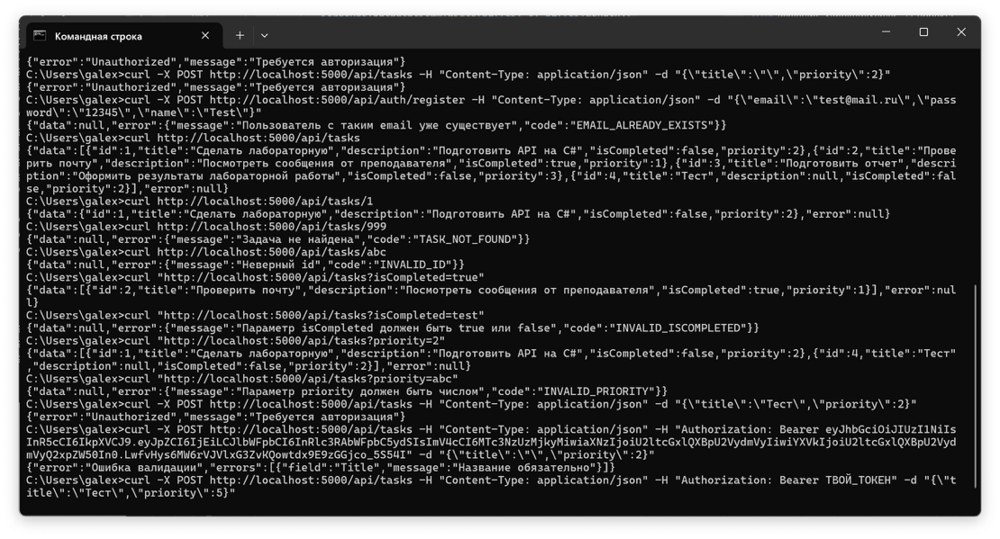 Командная строка
{"error":"Unauthorized","message":"Требуется авторизация"}
C:\Users\galex>curl -X POST http://localhost:5000/api/tasks -H "Content-Type: application/json" -d "{\"title\":\"\",\"priority\":2}"
{"error":"Unauthorized","message":"Требуется авторизация"}
C:\Users\galex>curl -X POST http://localhost:5000/api/auth/register -H "Content-Type: application/json" -d "{\"email\":\"test@mail.ru\",\"pass
word\":\"12345\",\"name\":\"Test\"}"
{"data":null,"error":{"message":"Пользователь с таким email уже существует","code":"EMAIL_ALREADY_EXISTS"}}
C:\Users\galex>curl http://localhost:5000/api/tasks
{"data":[{"id":1,"title":"Сделать лабораторную","description":"Подготовить API на C#","isCompleted":false,"priority":2},{"id":2,"title":"Прове
рить почту","description":"Посмотреть сообщения от преподавателя","isCompleted":true,"priority":1},{"id":3,"title":"Подготовить отчет","descri
ption":"Оформить результаты лабораторной работы","isCompleted":false,"priority":3},{"id":4,"title":"Тест","description":null,"isCompleted":fal
se,"priority":2}],"error":null}
C:\Users\galex>curl http://localhost:5000/api/tasks/1
{"data":{"id":1,"title":"Сделать лабораторную","description":"Подготовить API на C#","isCompleted":false,"priority":2},"error":null}
C:\Users\galex>curl http://localhost:5000/api/tasks/999
{"data":null,"error":{"message":"Задача не найдена","code":"TASK_NOT_FOUND"}}
C:\Users\galex>curl http://localhost:5000/api/tasks/abc
{"data":null,"error":{"message":"Неверный id","code":"INVALID_ID"}}
C:\Users\galex>curl "http://localhost:5000/api/tasks?isCompleted=true"
{"data":[{"id":2,"title":"Проверить почту","description":"Посмотреть сообщения от преподавателя","isCompleted":true,"priority":1}],"error":nul
l}
C:\Users\galex>curl "http://localhost:5000/api/tasks?isCompleted=test"
{"data":null,"error":{"message":"Параметр isCompleted должен быть true или false","code":"INVALID_ISCOMPLETED"}}
C:\Users\galex>curl "http://localhost:5000/api/tasks?priority=2"
{"data":[{"id":1,"title":"Сделать лабораторную","description":"Подготовить API на C#","isCompleted":false,"priority":2},{"id":4,"title":"Тест"
,"description":null,"isCompleted":false,"priority":2}],"error":null}
C:\Users\galex>curl "http://localhost:5000/api/tasks?priority=abc"
{"data":null,"error":{"message":"Параметр priority должен быть числом","code":"INVALID_PRIORITY"}}
C:\Users\galex>curl -X POST http://localhost:5000/api/tasks -H "Content-Type: application/json" -d "{\"title\":\"Тест\",\"priority\":2}"
{"error":"Unauthorized","message":"Требуется авторизация"}
C:\Users\galex>curl -X POST http://localhost:5000/api/tasks -H "Content-Type: application/json" -H "Authorization: Bearer eyJhbGciOiJIUzI1NiIs
InR5cCI6IkpXVCJ9.eyJpZCI6IjEiLCJlbWFpbCI6InRlc3RAbWFpbC5ydSIsImV4cCI6MTc3NzUzMjkyMiwiaXNzIjoiU2ltcGxlQXBpU2VydmVyIiwiYXVkIjoiU2ltcGxlQXBpU2Vyd
mVyQ2xpZW50In0.LwfvHys6MW6rVJVlxG3ZvKQowtdx9E9zGGjco_5S54I" -d "{\"title\":\"\",\"priority\":2}"
{"error":"Ошибка валидации","errors":[{"field":"Title","message":"Название обязательно"}]}
C:\Users\galex>curl -X POST http://localhost:5000/api/tasks -H "Content-Type: application/json" -H "Authorization: Bearer ТВОЙ_ТОКЕН" -d "{\"t
itle\":\"Тест\",\"priority\":5}"